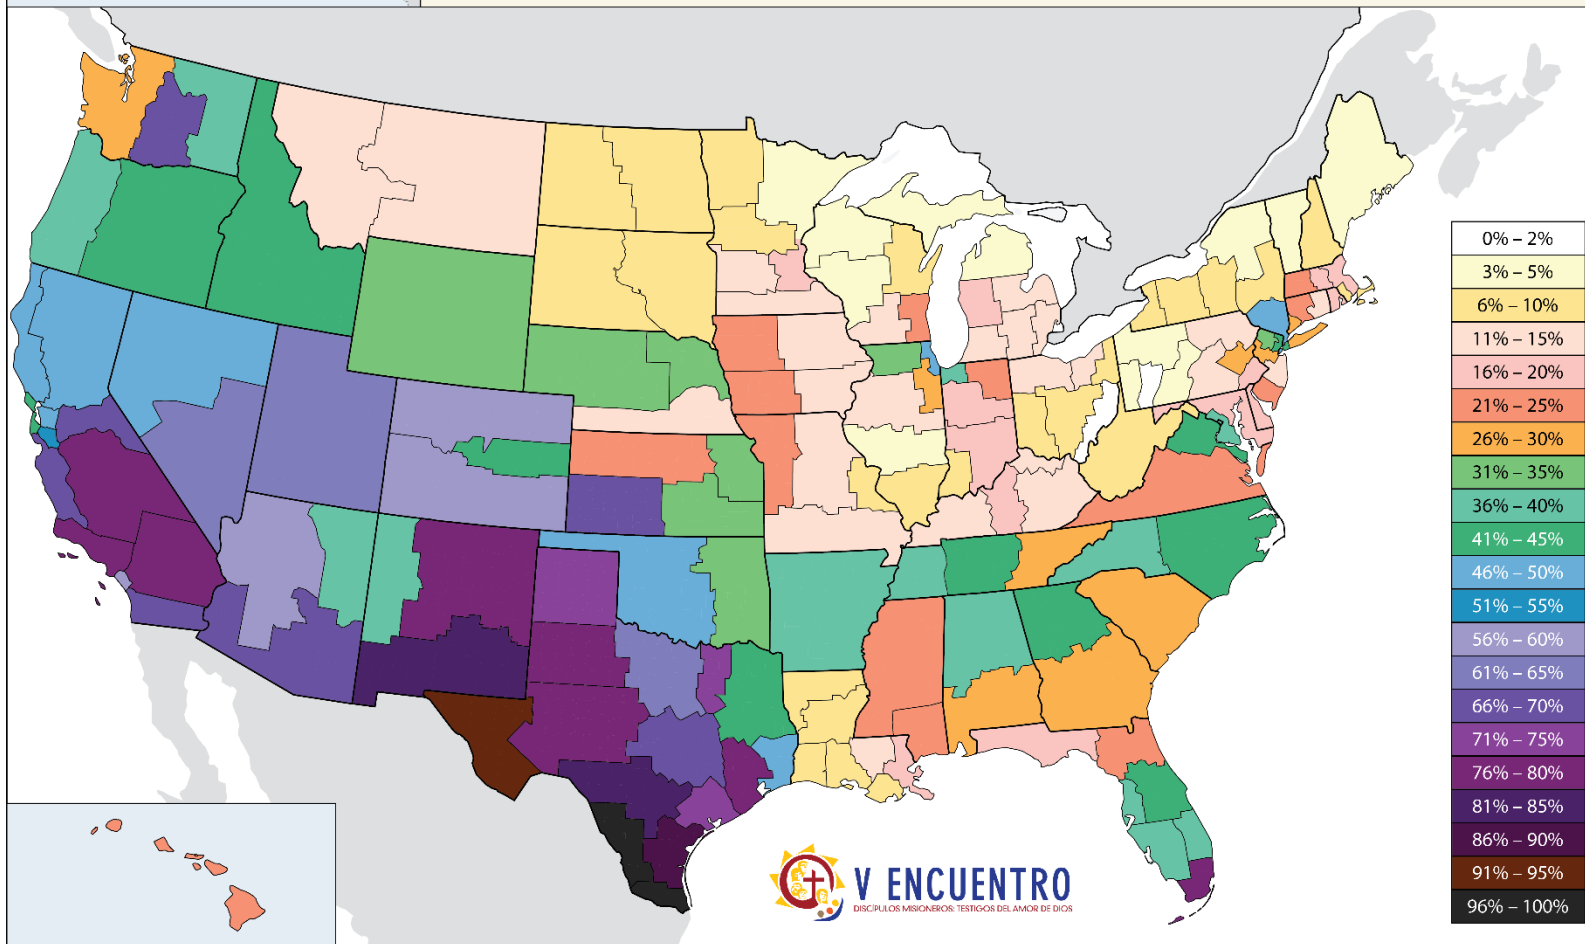 0% – 2%
3% – 5%
6% – 10%
11% – 15%
16% – 20%
21% – 25%
26% – 30%
31% – 35%
36% – 40%
41% – 45%
46% – 50%
51% – 55%
56% – 60%
61% – 65%
66% – 70%
71% – 75%
76% – 80%
81% – 85%
86% – 90%
91% – 95%
96% – 100%
V ENCUENTRO
DISCÍPULOS MISIONEROS: TESTIGOS DEL AMOR DE DIOS